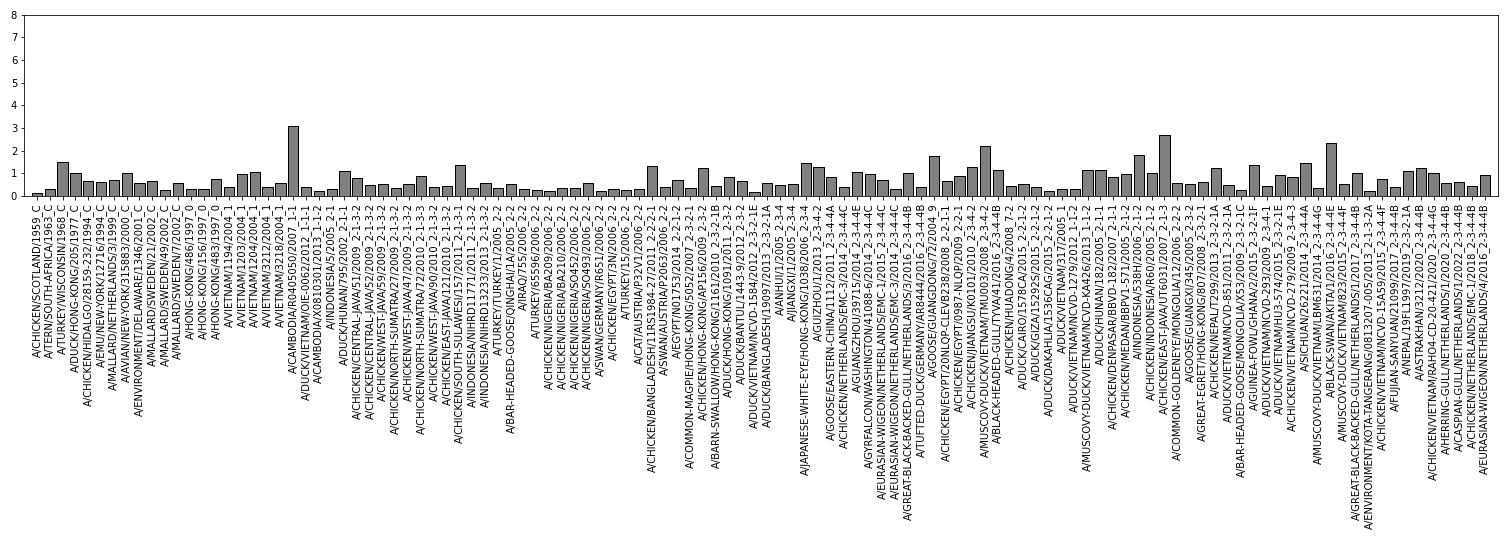 8
7
6
5
4
3
2
1
0
A/CHICKEN/SCOTLAND/1959_C
A/TERN/SOUTH-AFRICA/1963_C
A/TURKEY/WISCONSIN/1968_C
A/DUCK/HONG-KONG/205/1977_C
A/CHICKEN/HIDALGO/28159-232/1994_C
A/EMU/NEW-YORK/12716/1994_C
A/MALLARD/NETHERLANDS/3/1999_C
A/AVIAN/NEW-YORK/31588-3/2000_C
A/ENVIRONMENT/DELAWARE/1346/2001_C
A/MALLARD/SWEDEN/21/2002_C
A/MALLARD/SWEDEN/49/2002_C
A/MALLARD/SWEDEN/7/2002_C
A/HONG-KONG/486/1997_0
A/HONG-KONG/156/1997_0
A/HONG-KONG/483/1997_0
A/VIETNAM/1194/2004_1
A/VIETNAM/1203/2004_1
A/VIETNAM/1204/2004_1
A/VIETNAM/3212/2004_1
A/VIETNAM/3218/2004_1
A/CAMBODIA/R0405050/2007_1-1
A/DUCK/VIETNAM/OIE-0062/2012_1-1
A/CAMBODIA/X0810301/2013_1-1-2
A/INDONESIA/5/2005_2-1
A/DUCK/HUNAN/795/2002_2-1-1
A/CHICKEN/CENTRAL-JAVA/51/2009_2-1-3-2
A/CHICKEN/CENTRAL-JAVA/52/2009_2-1-3-2
A/CHICKEN/WEST-JAVA/59/2009_2-1-3-2
A/CHICKEN/NORTH-SUMATRA/27/2009_2-1-3-2
A/CHICKEN/WEST-JAVA/47/2009_2-1-3-2
A/CHICKEN/NORTH-SUMATRA/72/2010_2-1-3-2
A/CHICKEN/WEST-JAVA/90/2010_2-1-3-2
A/CHICKEN/EAST-JAVA/121/2010_2-1-3-2
A/CHICKEN/SOUTH-SULAWESI/157/2011_2-1-3-1
A/INDONESIA/NIHRD11771/2011_2-1-3-2
A/INDONESIA/NIHRD13233/2013_2-1-3-2
A/TURKEY/TURKEY/1/2005_2-2
A/BAR-HEADED-GOOSE/QINGHAI/1A/2005_2-2
A/IRAQ/755/2006_2-2
A/TURKEY/65596/2006_2-2
A/CHICKEN/NIGERIA/BA209/2006_2-2
A/CHICKEN/NIGERIA/BA210/2006_2-2
A/CHICKEN/NIGERIA/SO452/2006_2-2
A/CHICKEN/NIGERIA/SO493/2006_2-2
A/SWAN/GERMANY/R651/2006_2-2
A/CHICKEN/EGYPT/3N/2006_2-2
A/TURKEY/15/2006_2-2
A/CAT/AUSTRIA/P32V1/2006_2-2
A/CHICKEN/BANGLADESH/11RS1984-27/2011_2-2-2-1
A/SWAN/AUSTRIA/P2063/2006_2-2
A/EGYPT/N01753/2014_2-2-1-2
A/COMMON-MAGPIE/HONG-KONG/5052/2007_2-3-2-1
A/CHICKEN/HONG-KONG/AP156/2009_2-3-2
A/BARN-SWALLOW/HONG-KONG/1161/2010_2-3-2-1B
A/DUCK/HONG-KONG/1091/2011_2-3-2
A/DUCK/BANTUL/1443-9/2012_2-3-2
A/DUCK/VIETNAM/NCVD-1584/2012_2-3-2-1E
A/DUCK/BANGLADESH/19097/2013_2-3-2-1A
A/ANHUI/1/2005_2-3-4
A/JIANGXI/1/2005_2-3-4
A/JAPANESE-WHITE-EYE/HONG-KONG/1038/2006_2-3-4
A/GUIZHOU/1/2013_2-3-4-2
A/GOOSE/EASTERN-CHINA/1112/2011_2-3-4-4A
A/CHICKEN/NETHERLANDS/EMC-3/2014_2-3-4-4C
A/GUANGZHOU/39715/2014_2-3-4-4E
A/GYRFALCON/WASHINGTON/41088-6/2014_2-3-4-4C
A/EURASIAN-WIGEON/NETHERLANDS/EMC-1/2015_2-3-4-4C
A/EURASIAN-WIGEON/NETHERLANDS/EMC-3/2015_2-3-4-4C
A/GREAT-BLACK-BACKED-GULL/NETHERLANDS/3/2016_2-3-4-4B
A/TUFTED-DUCK/GERMANY/AR8444/2016_2-3-4-4B
A/GOOSE/GUANGDONG/72/2004_9
A/CHICKEN/EGYPT/20NLQP-CLEVB238/2008_2-2-1-1
A/CHICKEN/EGYPT/0987-NLQP/2009_2-2-1
A/CHICKEN/JIANGSU/K0101/2010_2-3-4-2
A/MUSCOVY-DUCK/VIETNAM/TMU003/2008_2-3-4-2
A/BLACK-HEADED-GULL/TYVA/41/2016_2-3-4-4B
A/CHICKEN/HUADONG/4/2008_7-2
A/DUCK/GIZA/15292S/2015_2-2-1-2
A/DAKAHLIA/1536CAG/2015_2-2-1-2
A/DUCK/VIETNAM/317/2005_1
A/DUCK/VIETNAM/NCVD-1279/2012_1-1-2
A/MUSCOVY-DUCK/VIETNAM/NCVD-KA426/2013_1-1-2
A/DUCK/HUNAN/182/2005_2-1-1
A/CHICKEN/DENPASAR/BBVD-182/2007_2-1-1
A/CHICKEN/MEDAN/BBPV1-571/2005_2-1-2
A/INDONESIA/538H/2006_2-1-2
A/CHICKEN/INDONESIA/R60/2005_2-1-3
A/CHICKEN/EAST-JAVA/UT6031/2007_2-1-3
A/COMMON-GOLDENEYE/MONGOLIA/12/2006_2-2
A/GOOSE/GUANGXI/345/2005_2-3-2
A/GREAT-EGRET/HONG-KONG/807/2008_2-3-2-1
A/CHICKEN/NEPAL/T299/2013_2-3-2-1A
A/DUCK/VIETNAM/NCVD-851/2011_2-3-2-1A
A/BAR-HEADED-GOOSE/MONGOLIA/X53/2009_2-3-2-1C
A/GUINEA-FOWL/GHANA/2/2015_2-3-2-1F
A/DUCK/VIETNAM/NCVD-293/2009_2-3-4-1
A/DUCK/VIETNAM/HU3-574/2015_2-3-2-1E
A/CHICKEN/VIETNAM/NCVD-279/2009_2-3-4-3
A/SICHUAN/26221/2014_2-3-4-4A
A/MUSCOVY-DUCK/VIETNAM/LBM631/2014_2-3-4-4G
A/BLACK-SWAN/AKITA/1/2016_2-3-4-4E
A/MUSCOVY-DUCK/VIETNAM/823/2015_2-3-4-4F
A/GREAT-BLACK-BACKED-GULL/NETHERLANDS/1/2017_2-3-4-4B
A/ENVIRONMENT/KOTA-TANGERANG/081327-005/2013_2-1-3-2A
A/CHICKEN/VIETNAM/NCVD-15A59/2015_2-3-4-4F
A/FUJIAN-SANYUAN/21099/2017_2-3-4-4B
A/NEPAL/19FL1997/2019_2-3-2-1A
A/ASTRAKHAN/3212/2020_2-3-4-4B
A/CHICKEN/VIETNAM/RAHO4-CD-20-421/2020_2-3-4-4G
A/HERRING-GULL/NETHERLANDS/1/2020_2-3-4-4B
A/CASPIAN-GULL/NETHERLANDS/1/2022_2-3-4-4B
A/CHICKEN/NETHERLANDS/EMC-1/2018_2-3-4-4B
A/EURASIAN-WIGEON/NETHERLANDS/4/2016_2-3-4-4B